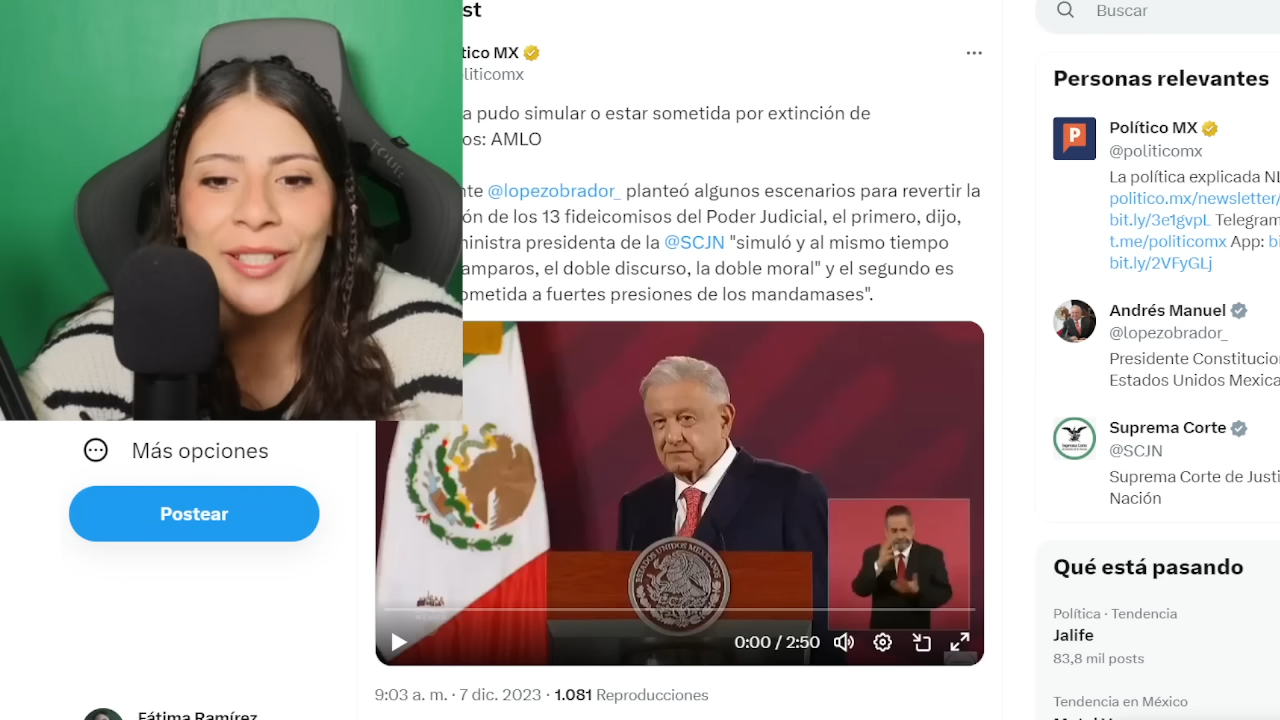 st
tico MX
liticomx
a pudo simular o estar sometida por extinción de
os: AMLO
nte @lopezobrador_ planteó algunos escenarios para revertir la
ón de los 13 fideicomisos del Poder Judicial, el primero, dijo,
ministra presidenta de la @SCJN "simuló y al mismo tiempo
amparos, el doble discurso, la doble moral" y el segundo es
ometida a fuertes presiones de los mandamases".
ESTADOS UNIDOS MEXICANOS
0:00 / 2:50
9:03 a. m. · 7 dic. 2023 · 1.081 Reproducciones
Más opciones
Postear
Fátima Ramírez
Buscar
Personas relevantes
Político MX
@politicomx
La política explicada NL
politico.mx/newsletter/
bit.ly/3e1gvpL Telegram
t.me/politicomx App: bi
bit.ly/2VFyGLj
Andrés Manuel
@lopezobrador_
Presidente Constitucio
Estados Unidos Mexica
Suprema Corte
@SCJN
Suprema Corte de Justi
Nación
Qué está pasando
Política · Tendencia
Jalife
83,8 mil posts
Tendencia en México